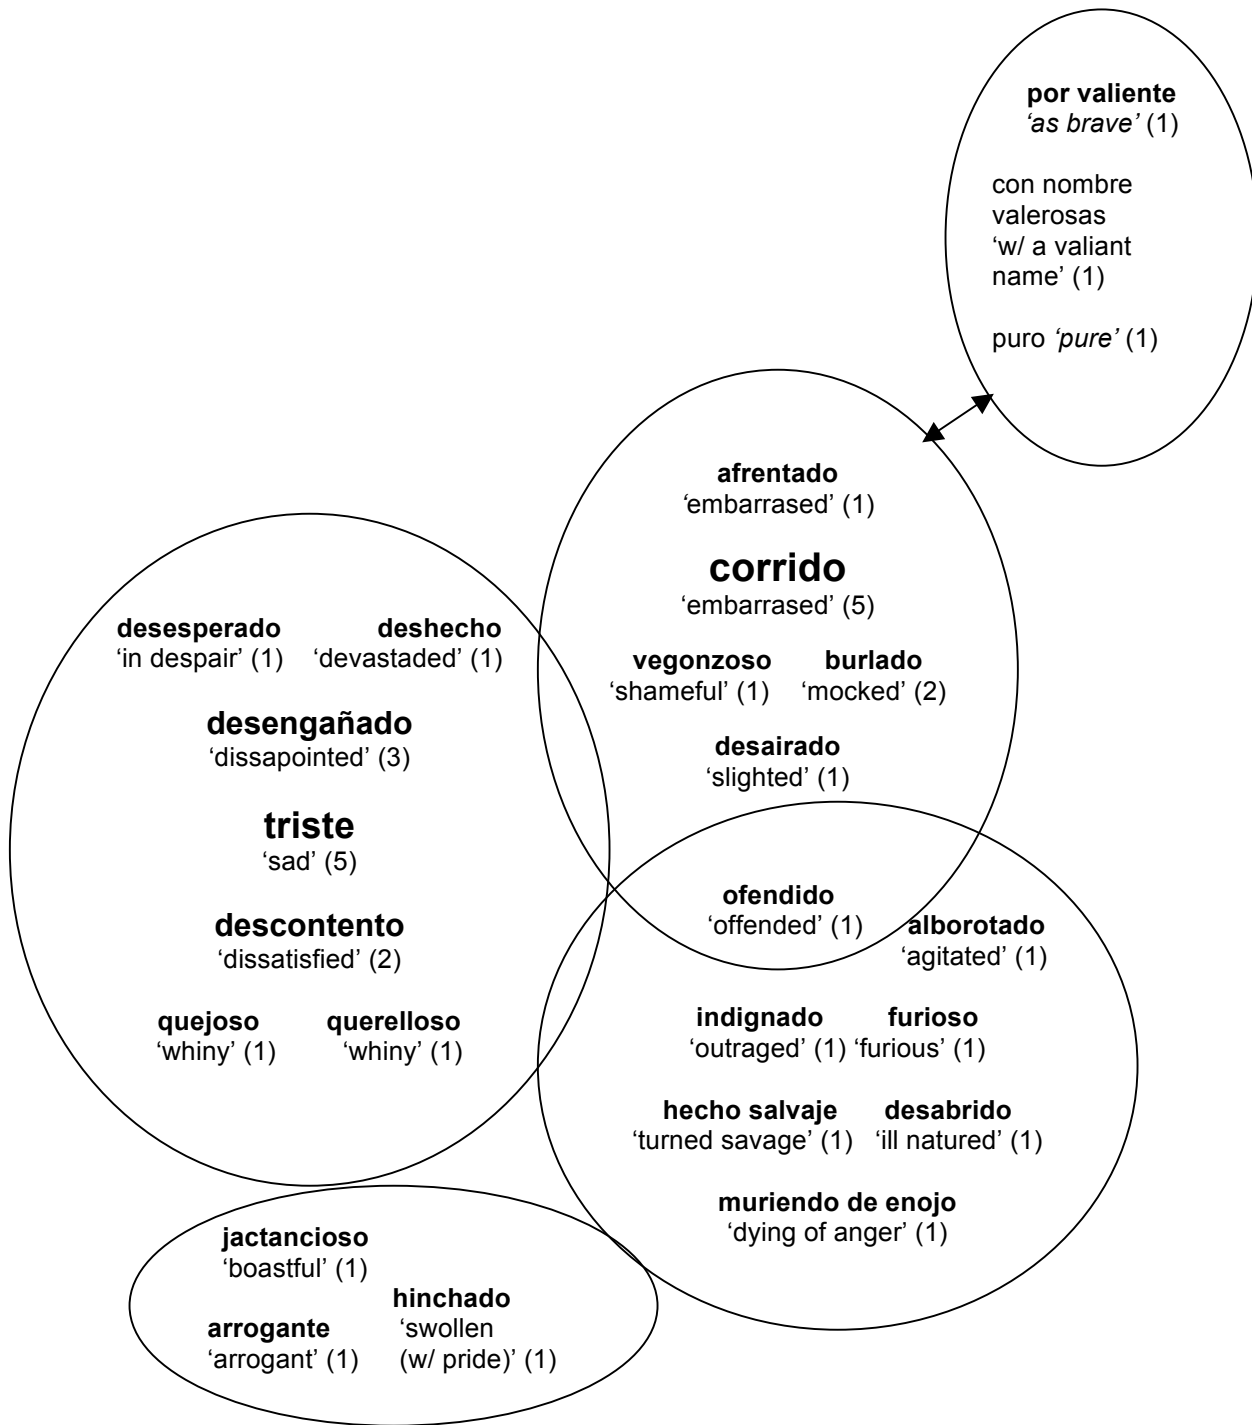 por valiente
‘as brave’ (1)
con nombre
valerosas
‘w/ a valiant
name’ (1)
puro ‘pure’ (1)
afrentado
‘embarrased’ (1)
corrido
‘embarrased’ (5)
vegonzoso burlado
‘shameful’ (1) ‘mocked’ (2)
desairado
‘slighted’ (1)
desesperado deshecho
‘in despair’ (1) ‘devastaded’ (1)
desengañado
‘dissapointed’ (3)
triste
‘sad’ (5)
descontento
‘dissatisfied’ (2)
quejoso querelloso
‘whiny’ (1) ‘whiny’ (1)
ofendido
‘offended’ (1)
alborotado
‘agitated’ (1)
indignado furioso
‘outraged’ (1) ‘furious’ (1)
hecho salvaje desabrido
‘turned savage’ (1) ‘ill natured’ (1)
muriendo de enojo
‘dying of anger’ (1)
jactancioso
‘boastful’ (1)
hinchado
‘swollen
(w/ pride)’ (1)
arrogante
‘arrogant’ (1)